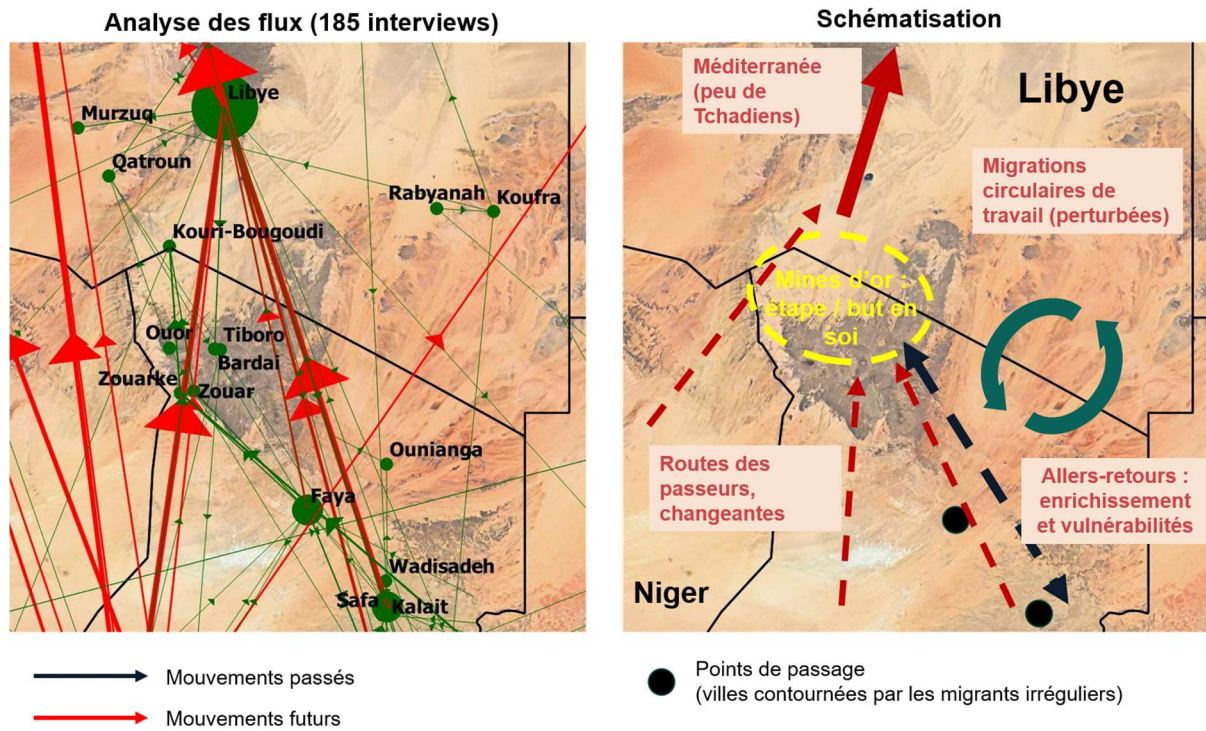 Analyse des flux (185 interviews)
Libye
Murzuq
Qatroun
Rabyanah
Koufra
Kouri-Bougoudi
Ouor
Tiboro
Bardai
Zouarke
Zouar
Ounianga
Faya
Wadisadeh
Safa
Kalait
Mouvements passés
Mouvements futurs
Schématisation
Méditerranée
(peu de
Tchadiens)
Libye
Migrations
circulaires de
travail (perturbées)
Mines d'or :
étape / but en
soi
Routes des
passeurs,
changeantes
Allers-retours :
enrichissement
et vulnérabilités
Niger
Points de passage
(villes contournées par les migrants irréguliers)